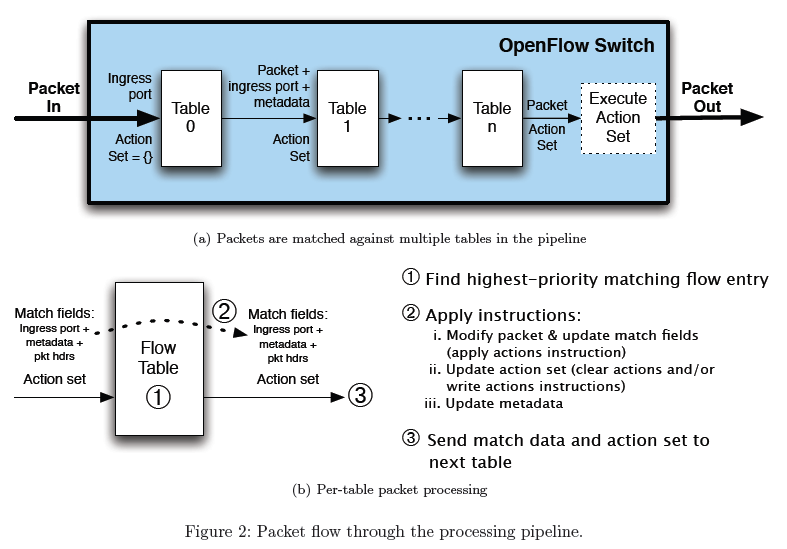 OpenFlow Switch
Packet
In
Ingress
port
Action
Set = {}
Table
0
Packet +
ingress port +
metadata
Action
Set
Table
1
...
Table
n
Packet
Action
Set
Execute
Action
Set
Packet
Out
(a) Packets are matched against multiple tables in the pipeline
Match fields:
Ingress port +
metadata +
pkt hdrs
Action set
Flow
Table
①
②
Match fields:
Ingress port +
metadata +
pkt hdrs
Action set
③
① Find highest-priority matching flow entry
② Apply instructions:
i. Modify packet & update match fields
(apply actions instruction)
ii. Update action set (clear actions and/or
write actions instructions)
iii. Update metadata
③ Send match data and action set to
next table
(b) Per-table packet processing
Figure 2: Packet flow through the processing pipeline.